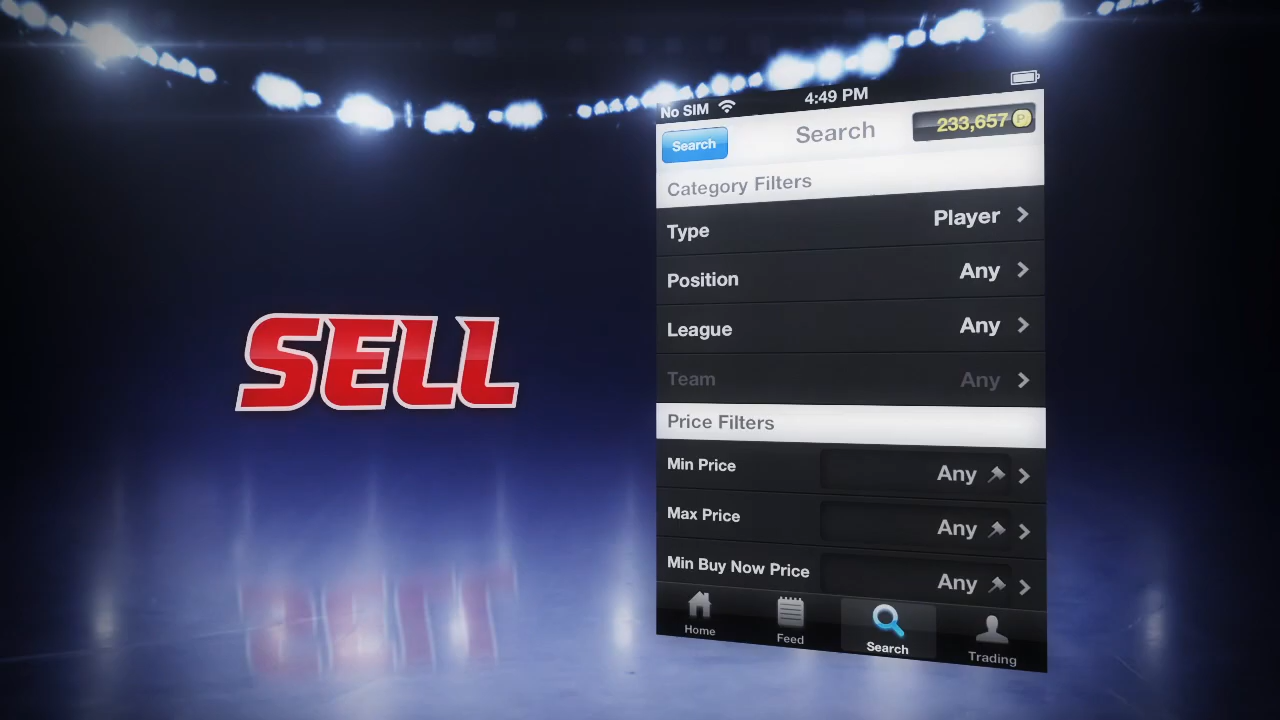 SELL
No SIM 4:49 PM
Search Search 233,657 P
Category Filters
Type Player
Position Any
League Any
Team Any
Price Filters
Min Price Any
Max Price Any
Min Buy Now Price Any
Home Feed Search Trading